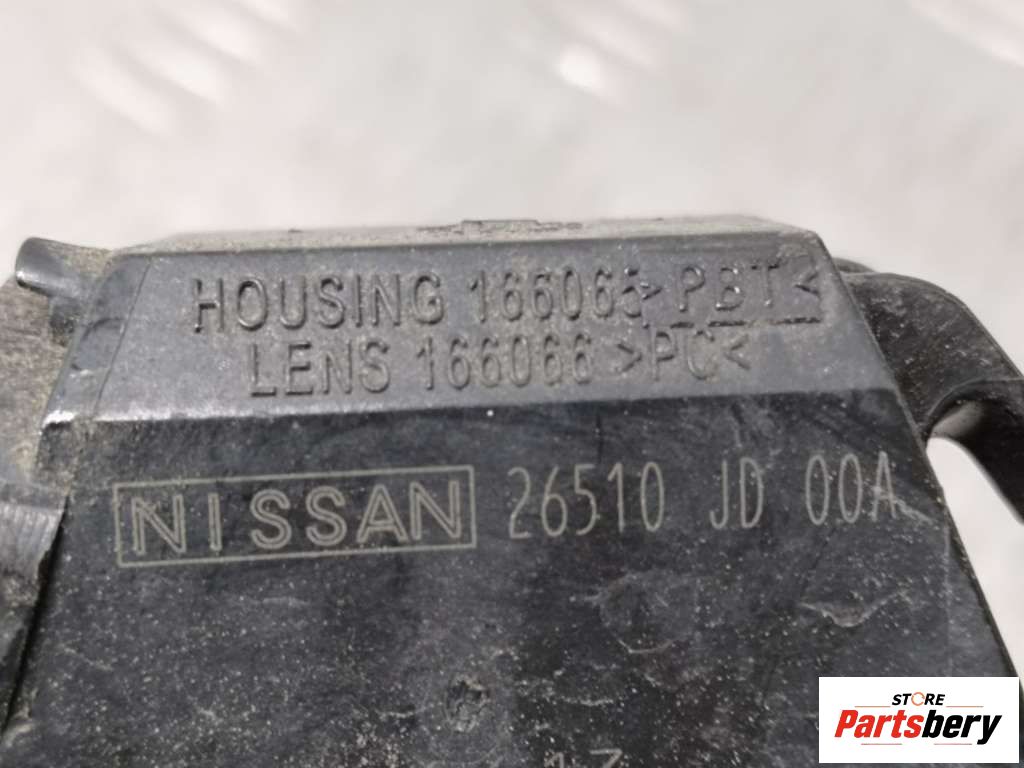 HOUSING 166065 >PBT<
LENS 166066 >PC<
NISSAN 26510 JD 00A
STORE
Partsbery